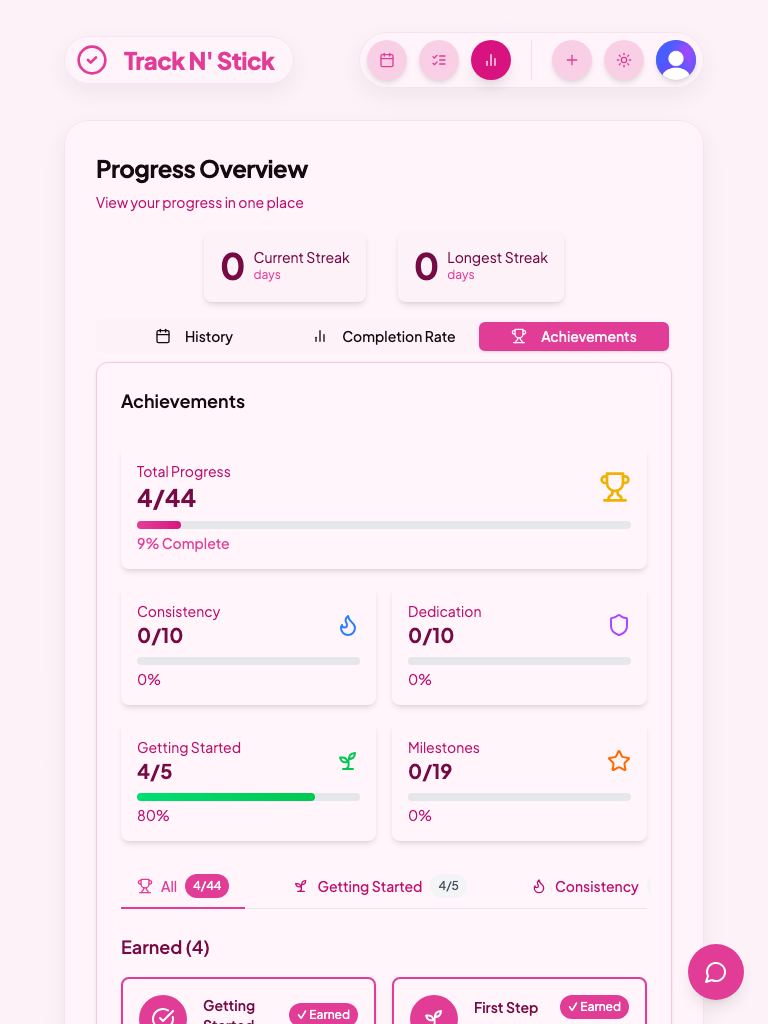 Track N' Stick
Progress Overview
View your progress in one place
0 Current Streak
days
0 Longest Streak
days
History
Completion Rate
Achievements
Achievements
Total Progress
4/44
9% Complete
Consistency
0/10
0%
Dedication
0/10
0%
Getting Started
4/5
80%
Milestones
0/19
0%
All 4/44
Getting Started 4/5
Consistency
Earned (4)
Getting
Started
✓ Earned
First Step
✓ Earned